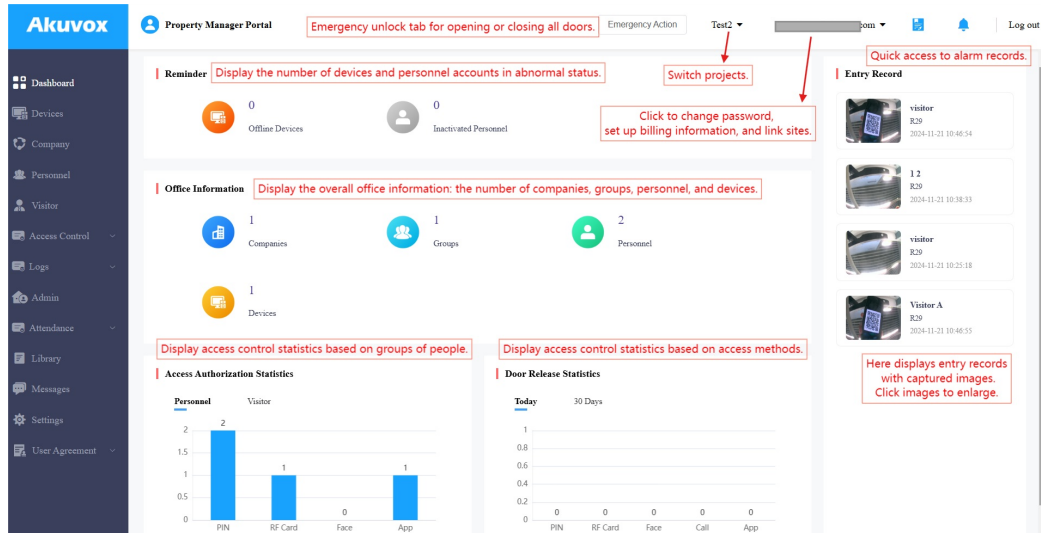 Akuvox
Property Manager Portal
Emergency unlock tab for opening or closing all doors.
Emergency Action
Test2
com
Log out
Dashboard
Devices
Company
Personnel
Visitor
Access Control
Logs
Admin
Attendance
Library
Messages
Settings
User Agreement
Reminder
Display the number of devices and personnel accounts in abnormal status.
0
Offline Devices
0
Inactivated Personnel
Switch projects.
Click to change password,
set up billing information, and link sites.
Office Information
Display the overall office information: the number of companies, groups, personnel, and devices.
1
Companies
1
Groups
2
Personnel
1
Devices
Display access control statistics based on groups of people.
Access Authorization Statistics
Personnel
Visitor
2
1.5
1
0.5
0
2
1
0
1
PIN
RF Card
Face
App
Display access control statistics based on access methods.
Door Release Statistics
Today
30 Days
1
0.8
0.6
0.4
0.2
0
0
0
0
0
0
PIN
RF Card
Face
Call
App
Quick access to alarm records.
Entry Record
visitor
R29
2024-11-21 10:46:54
1 2
R29
2024-11-21 10:38:33
visitor
R29
2024-11-21 10:25:18
Visitor A
R29
2024-11-21 10:46:55
Here displays entry records
with captured images.
Click images to enlarge.